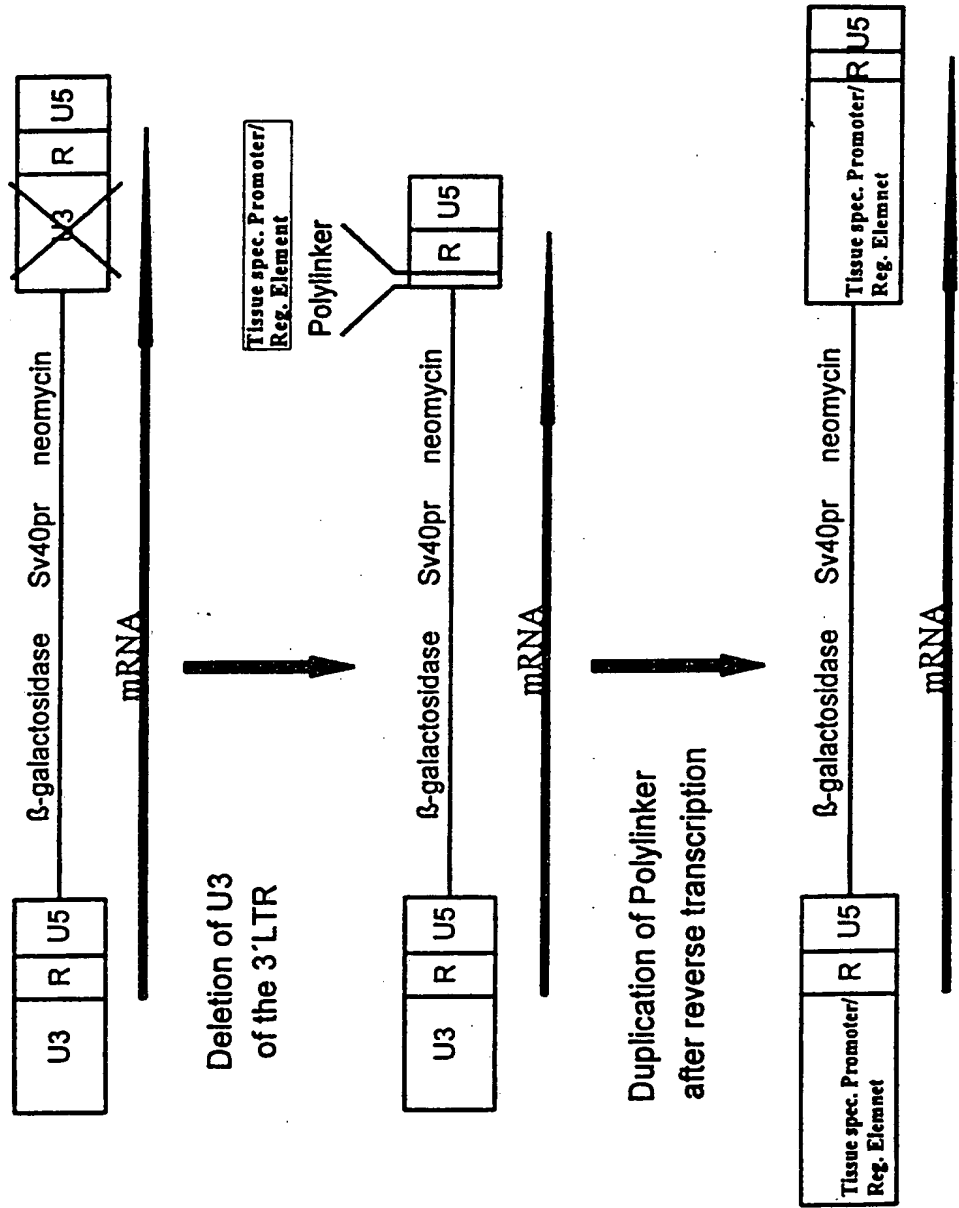 U3 R U5
ß-galactosidase Sv40pr neomycin
U3 R U5
mRNA
Deletion of U3
of the 3´LTR
Tissue spec. Promoter/
Reg. Element
Polylinker
U3 R U5
ß-galactosidase Sv40pr neomycin
R U5
mRNA
Duplication of Polylinker
after reverse transcription
Tissue spec. Promoter/
Reg. Elemnet
R U5
ß-galactosidase Sv40pr neomycin
Tissue spec. Promoter/
Reg. Elemnet
R U5
mRNA